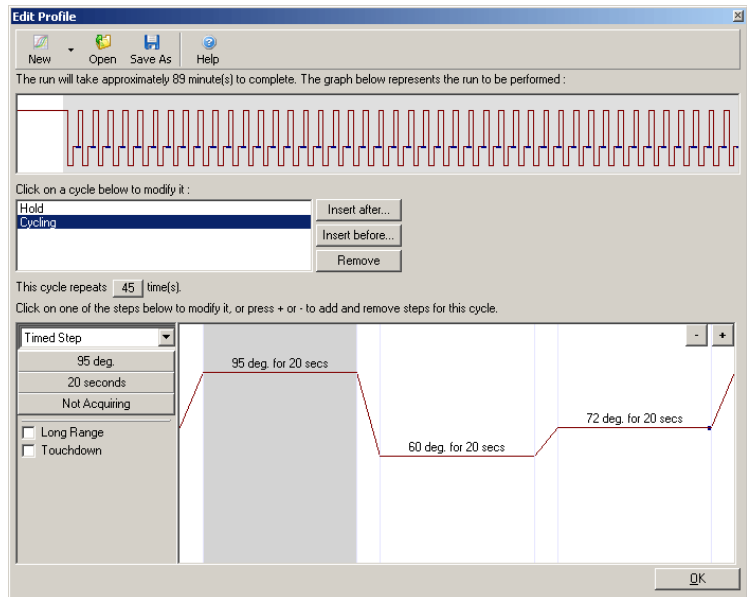 Edit Profile
New Open Save As Help
The run will take approximately 89 minute(s) to complete. The graph below represents the run to be performed :
Click on a cycle below to modify it :
Hold
Cycling
Insert after...
Insert before...
Remove
This cycle repeats 45 time(s).
Click on one of the steps below to modify it, or press + or - to add and remove steps for this cycle.
Timed Step
95 deg.
20 seconds
Not Acquiring
Long Range
Touchdown
- +
95 deg. for 20 secs
60 deg. for 20 secs
72 deg. for 20 secs
OK